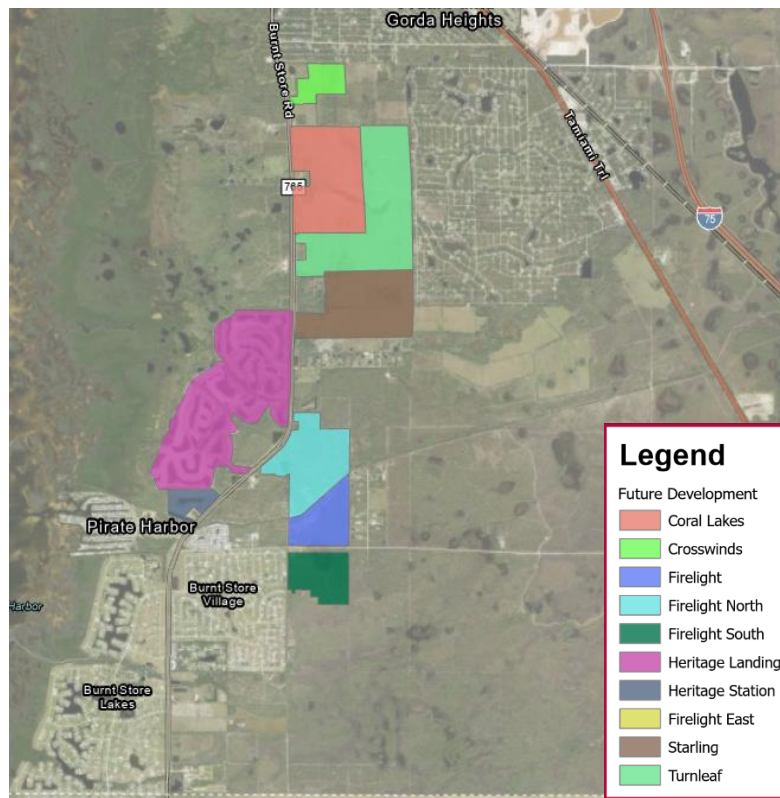 Gorda Heights
Burnt Store Rd
Tamiami Trl
765
75
Pirate Harbor
Burnt Store
Village
Harbor
Burnt Store
Lakes
Legend
Future Development
Coral Lakes
Crosswinds
Firelight
Firelight North
Firelight South
Heritage Landing
Heritage Station
Firelight East
Starling
Turnleaf